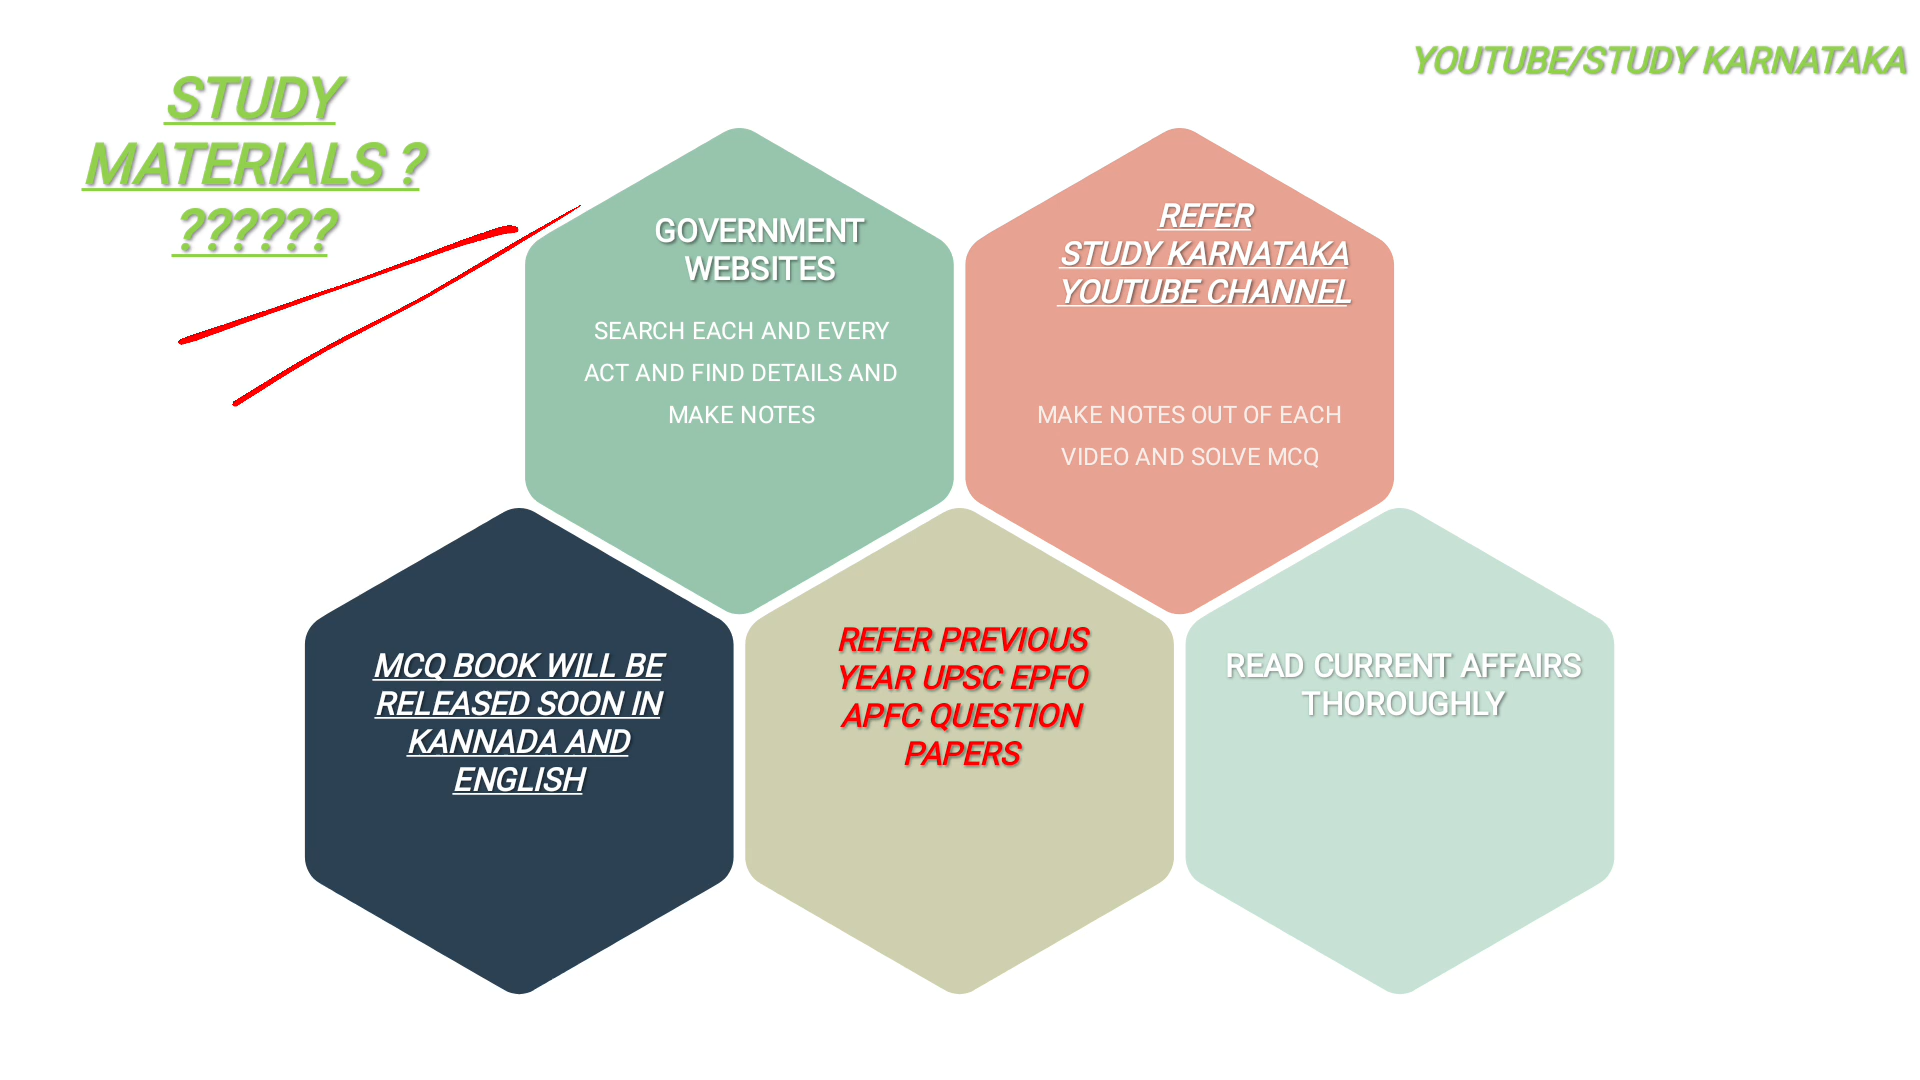 YOUTUBE/STUDY KARNATAKA
STUDY
MATERIALS ?
??????
GOVERNMENT
WEBSITES
SEARCH EACH AND EVERY
ACT AND FIND DETAILS AND
MAKE NOTES
REFER
STUDY KARNATAKA
YOUTUBE CHANNEL
MAKE NOTES OUT OF EACH
VIDEO AND SOLVE MCQ
MCQ BOOK WILL BE
RELEASED SOON IN
KANNADA AND
ENGLISH
REFER PREVIOUS
YEAR UPSC EPFO
APFC QUESTION
PAPERS
READ CURRENT AFFAIRS
THOROUGHLY